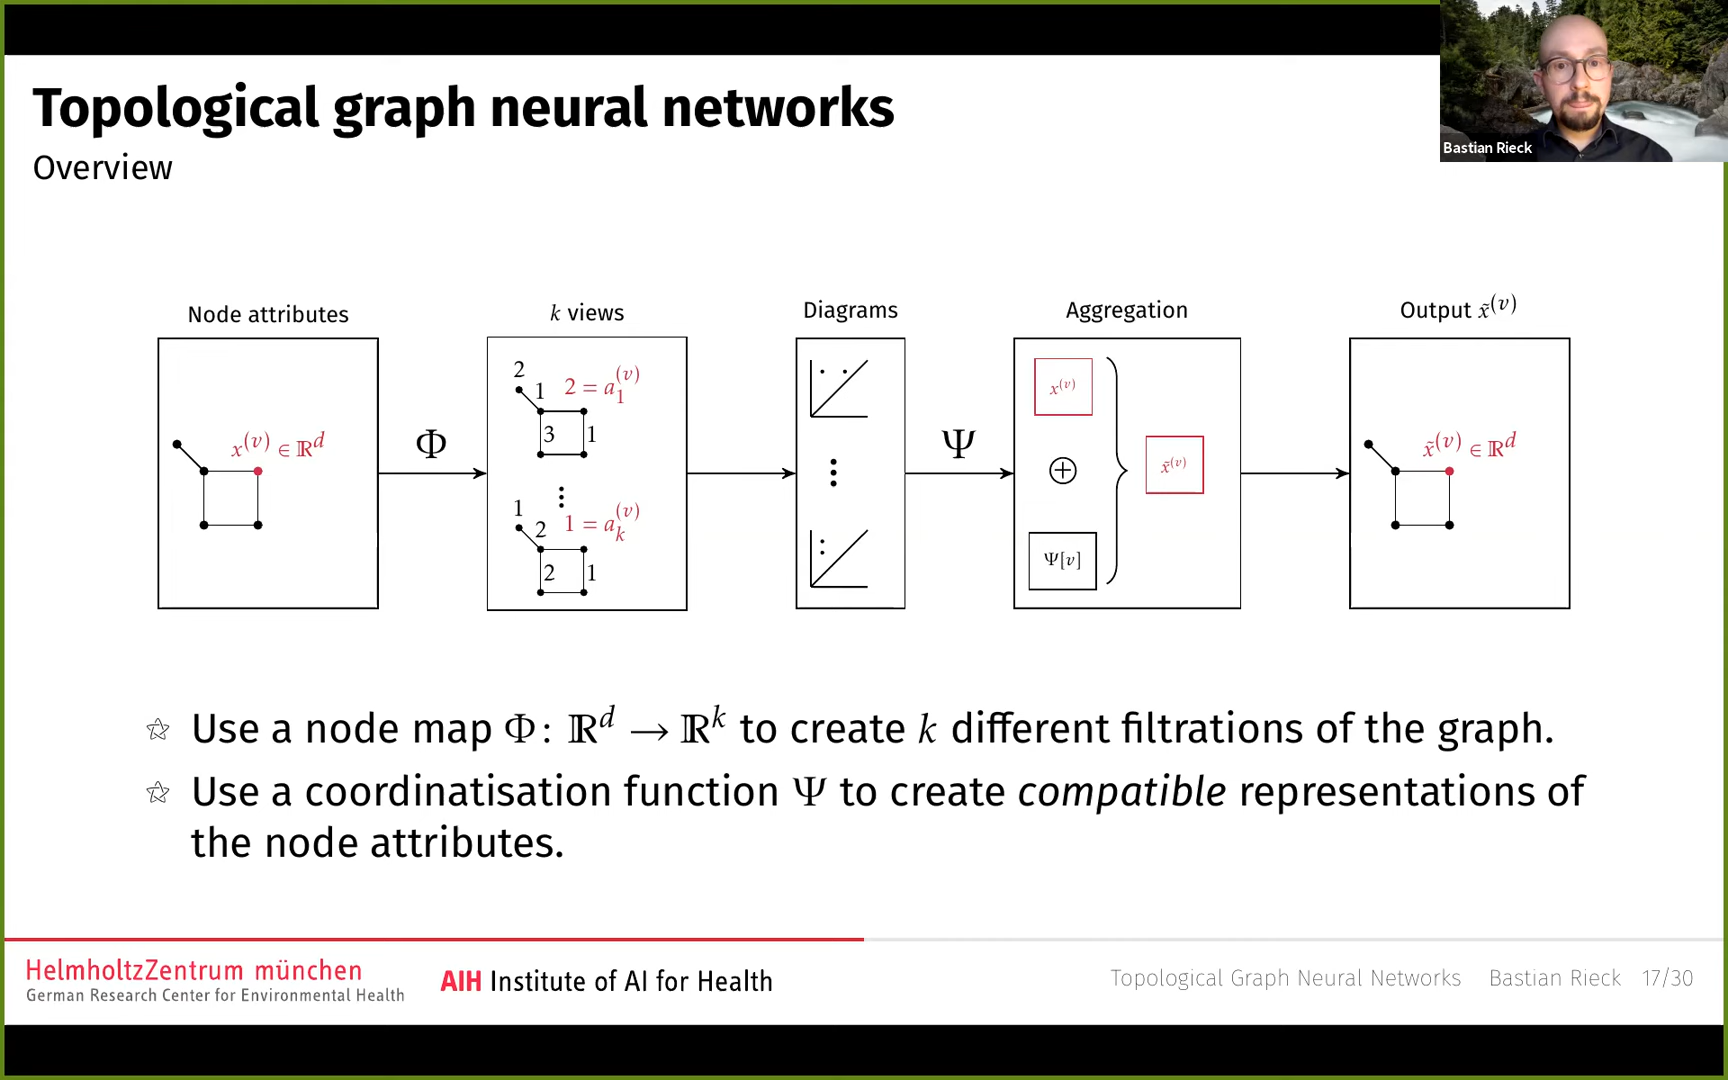 Topological graph neural networks
Overview
Bastian Rieck
Node attributes
x^(v) ∈ ℝ^d
Φ
k views
2
1
2 = a_1^(v)
3
1
⋮
1
2
1 = a_k^(v)
2
1
Diagrams
⋮
Ψ
Aggregation
x^(v)
⊕
Ψ[v]
x̃^(v)
Output x̃^(v)
x̃^(v) ∈ ℝ^d
☆ Use a node map Φ: ℝ^d → ℝ^k to create k different filtrations of the graph.
☆ Use a coordinatisation function Ψ to create compatible representations of
the node attributes.
HelmholtzZentrum münchen
German Research Center for Environmental Health
AIH Institute of AI for Health
Topological Graph Neural Networks Bastian Rieck 17/30